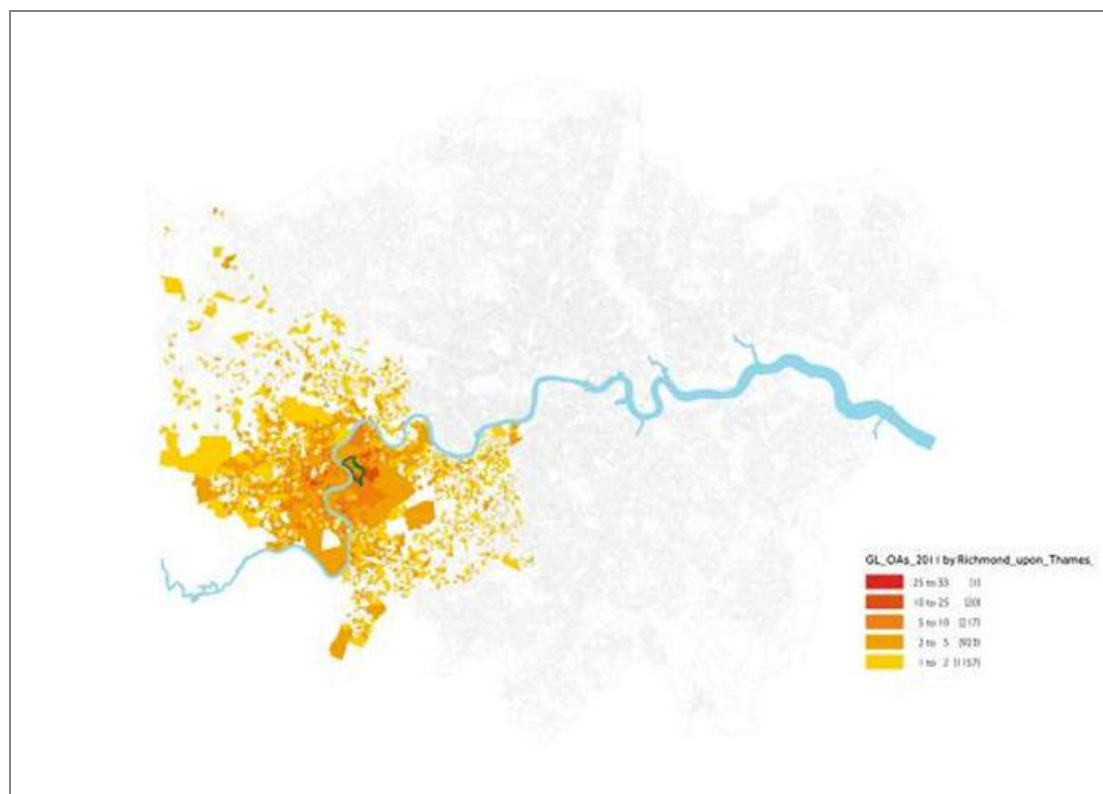 GL_OAs_2011 by Richmond_upon_Thames_
25 to 33 (1)
10 to 25 (20)
5 to 10 (217)
2 to 5 (923)
1 to 2 (1157)